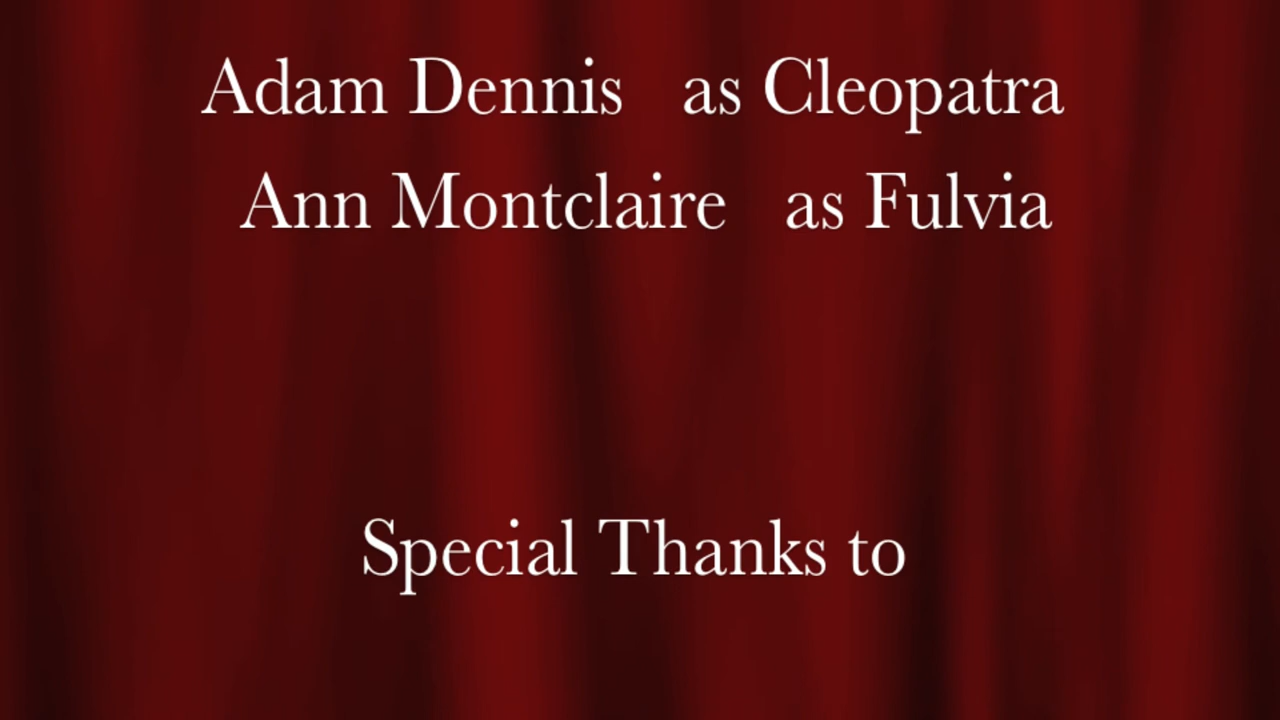 Adam Dennis as Cleopatra
Ann Montclaire as Fulvia
Special Thanks to